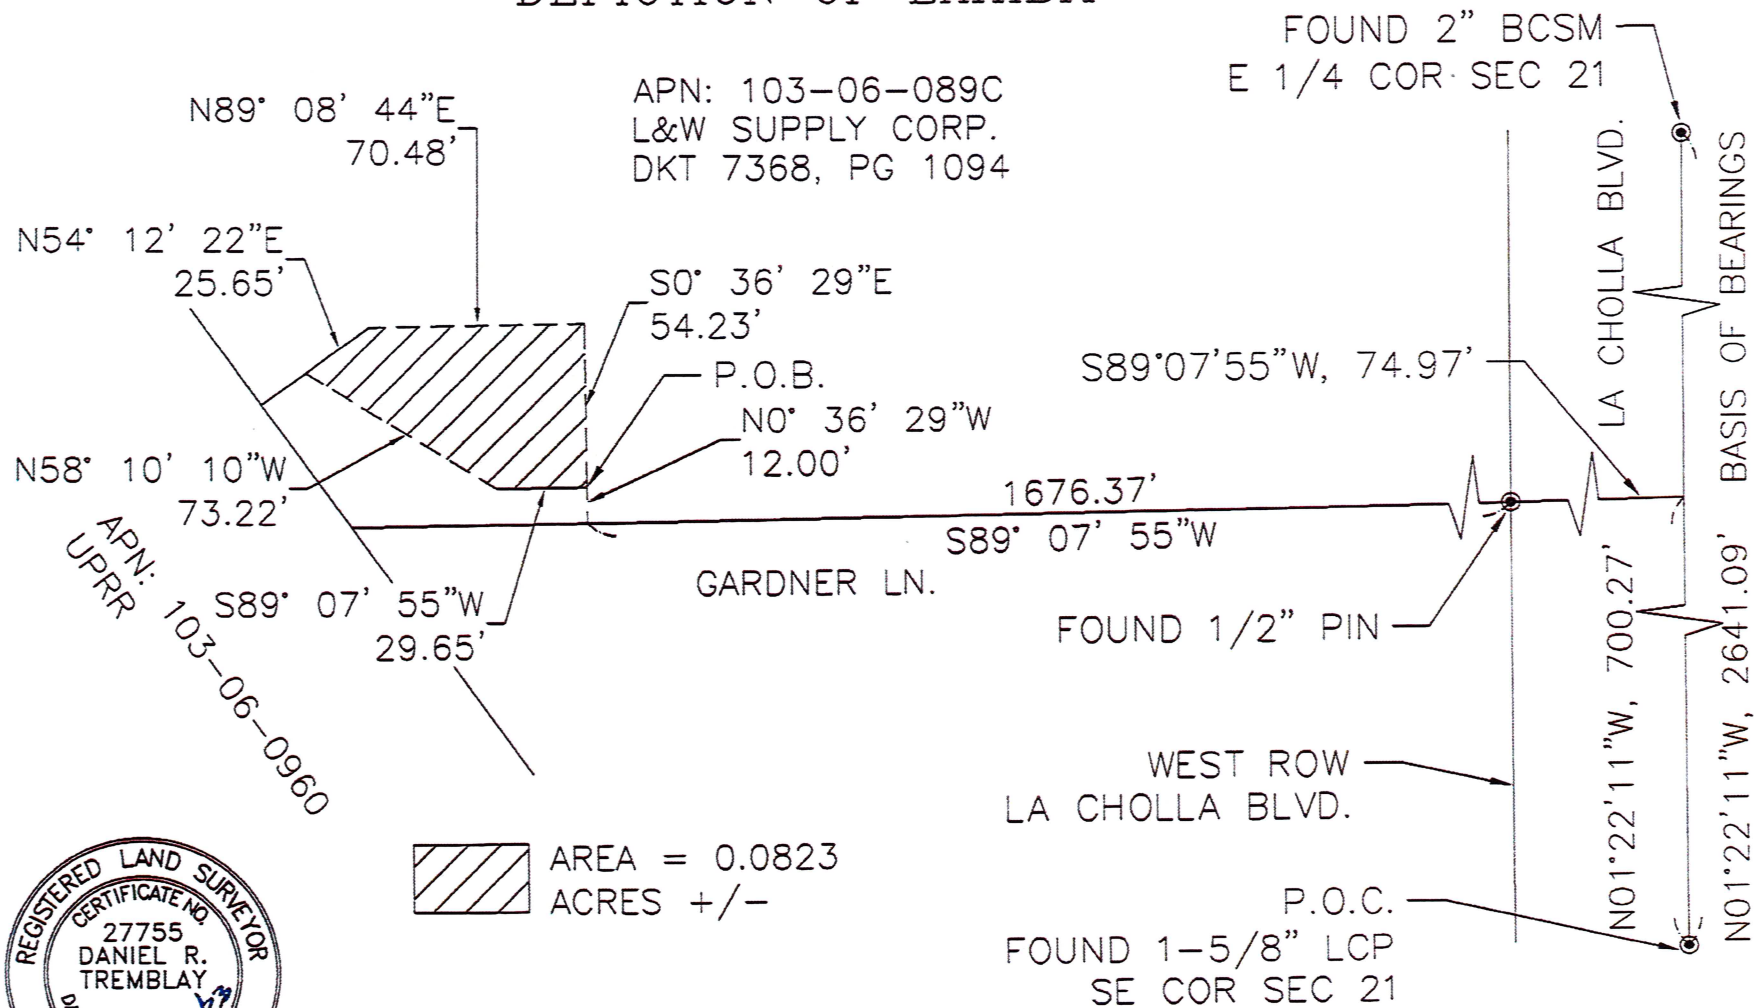 FOUND 2" BCSM
E 1/4 COR SEC 21
N89° 08' 44"E
70.48'
APN: 103-06-089C
L&W SUPPLY CORP.
DKT 7368, PG 1094
N54° 12' 22"E
25.65'
S0° 36' 29"E
54.23'
P.O.B.
N0° 36' 29"W
12.00'
S89°07'55"W, 74.97'
LA CHOLLA BLVD.
BASIS OF BEARINGS
N01°22'11"W, 2641.09'
N01°22'11"W, 700.27'
N58° 10' 10"W
73.22'
1676.37'
S89° 07' 55"W
GARDNER LN.
APN: 103-06-0960
UPRR
S89° 07' 55"W
29.65'
FOUND 1/2" PIN
WEST ROW
LA CHOLLA BLVD.
AREA = 0.0823
ACRES +/-
P.O.C.
FOUND 1-5/8" LCP
SE COR SEC 21
REGISTERED LAND SURVEYOR
CERTIFICATE NO.
27755
DANIEL R.
TREMBLAY